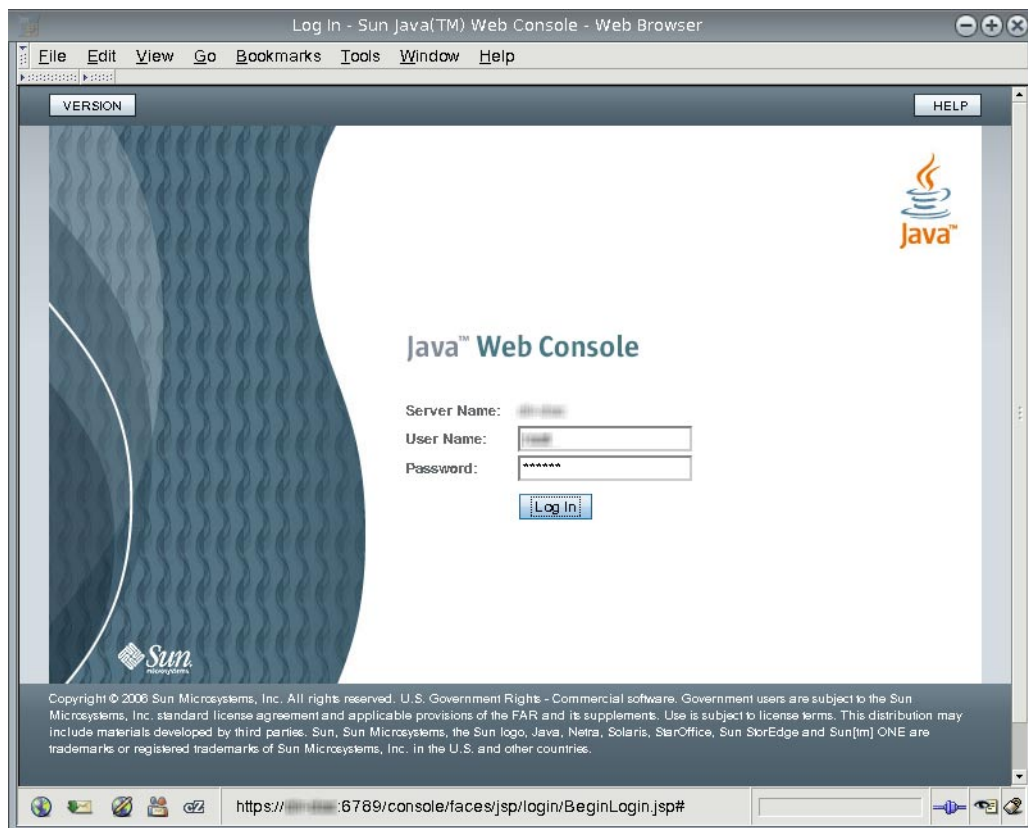 Log In - Sun Java(TM) Web Console - Web Browser
File Edit View Go Bookmarks Tools Window Help
VERSION
HELP
Java™
Java™ Web Console
Server Name:
User Name:
Password: ******
Log In
Sun
microsystems
Copyright © 2006 Sun Microsystems, Inc. All rights reserved. U.S. Government Rights - Commercial software. Government users are subject to the Sun
Microsystems, Inc. standard license agreement and applicable provisions of the FAR and its supplements. Use is subject to license terms. This distribution may
include materials developed by third parties. Sun, Sun Microsystems, the Sun logo, Java, Netra, Solaris, StarOffice, Sun StorEdge and Sun[tm] ONE are
trademarks or registered trademarks of Sun Microsystems, Inc. in the U.S. and other countries.
https:// :6789/console/faces/jsp/login/BeginLogin.jsp#